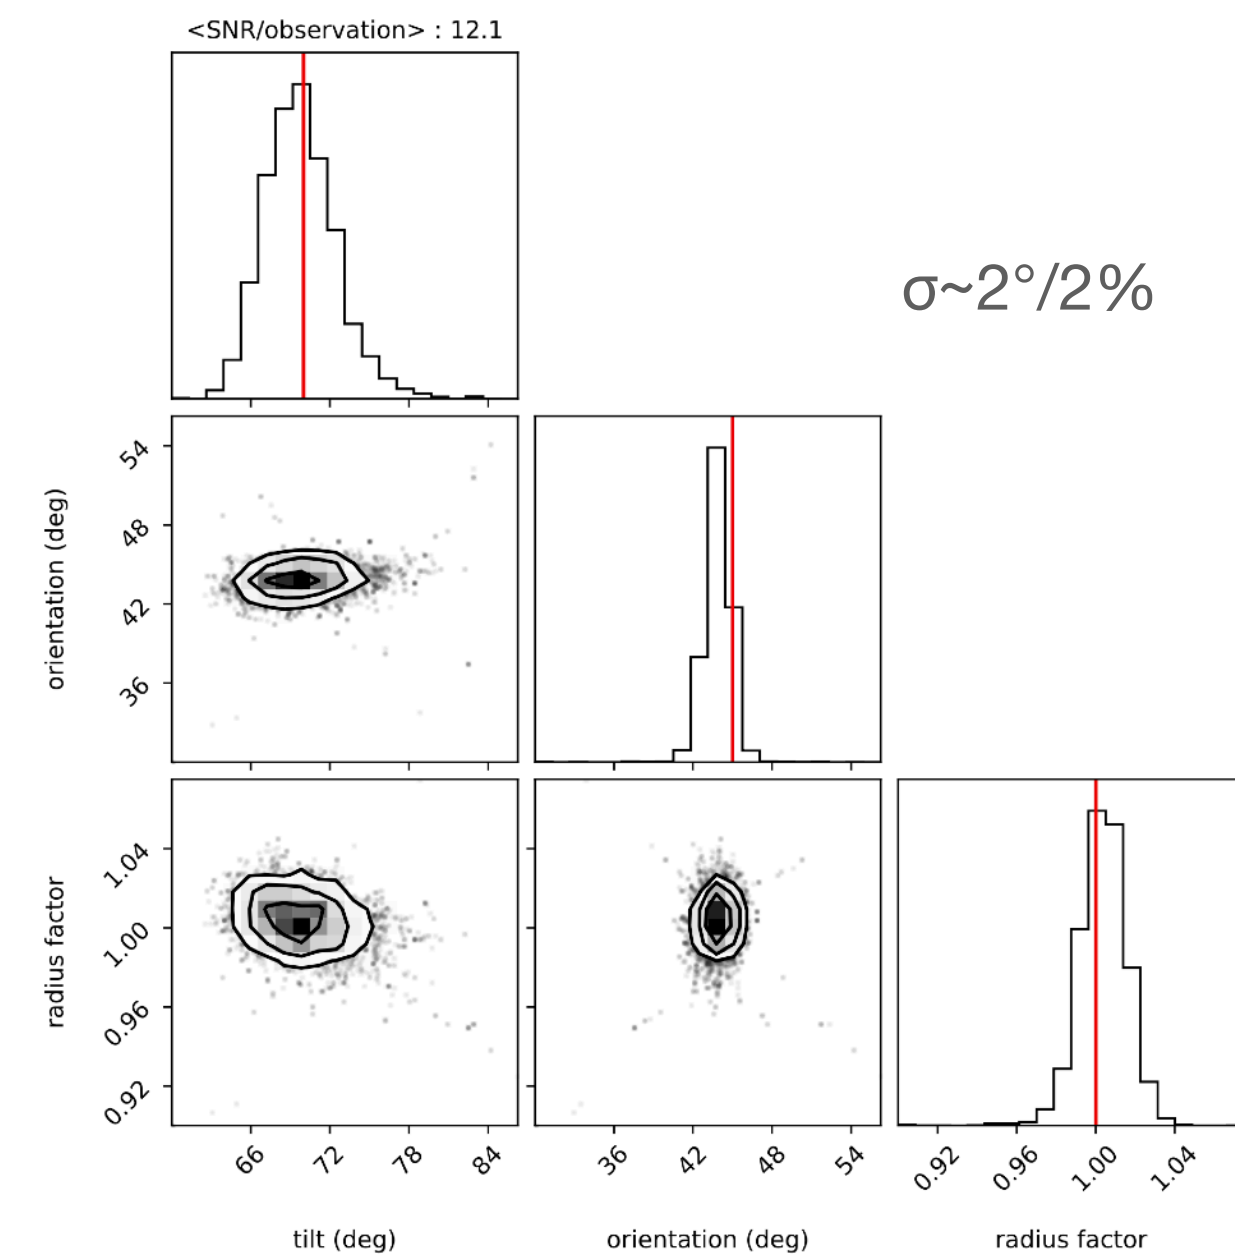 <SNR/observation> : 12.1
σ~2°/2%
orientation (deg)
54
48
42
36
radius factor
1.04
1.00
0.96
0.92
66
72
78
84
36
42
48
54
0.92
0.96
1.00
1.04
tilt (deg)
orientation (deg)
radius factor